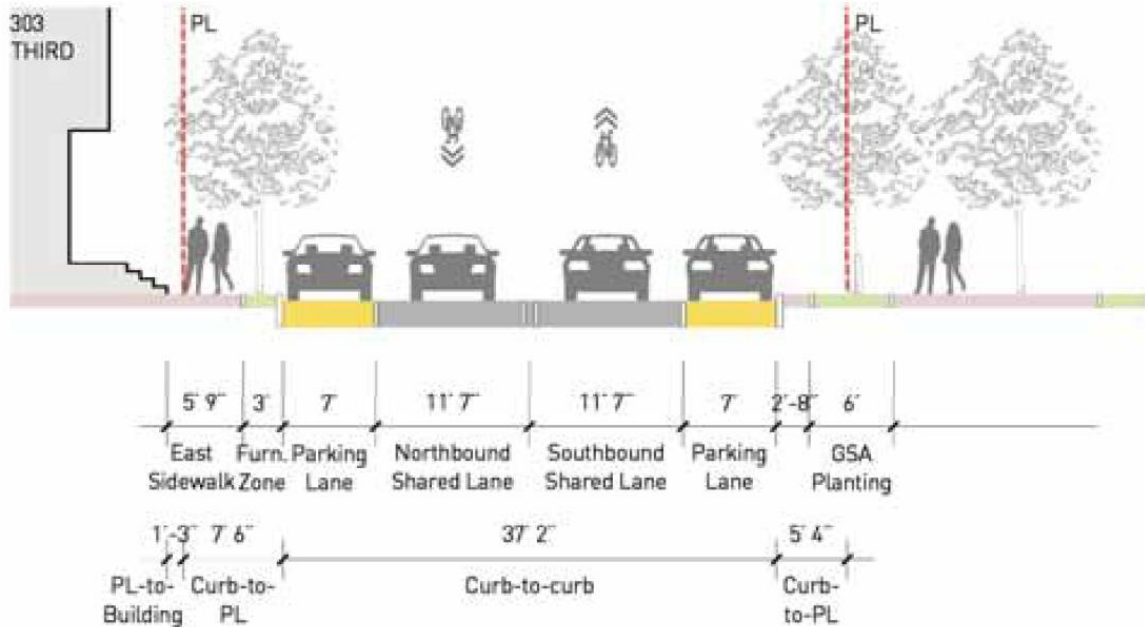 303
THIRD
PL
PL
5' 9"
3'
7'
11' 7"
11' 7"
7'
2'-8"
6'
East
Sidewalk
Furn.
Zone
Parking
Lane
Northbound
Shared Lane
Southbound
Shared Lane
Parking
Lane
GSA
Planting
1'-3"
7' 6"
37' 2"
5' 4"
PL-to-
Building
Curb-to-
PL
Curb-to-curb
Curb-
to-PL